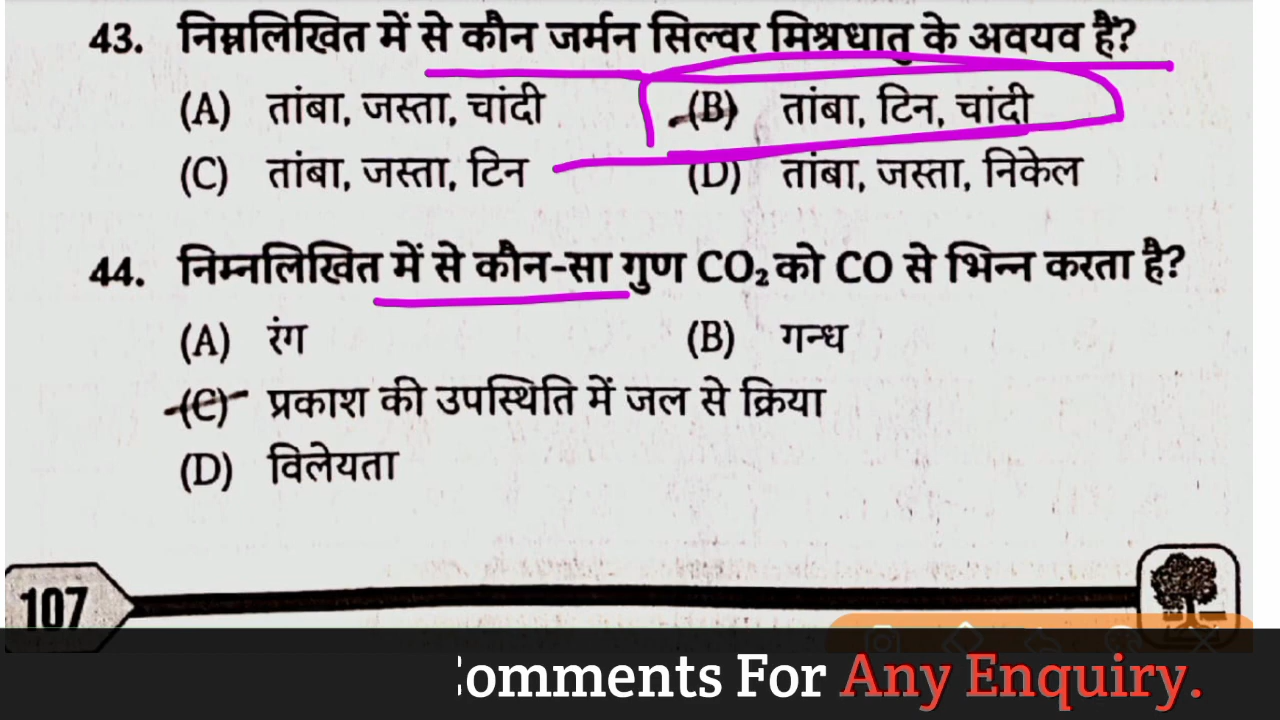 43. निम्नलिखित में से कौन जर्मन सिल्वर मिश्रधातु के अवयव हैं?
(A) तांबा, जस्ता, चांदी (B) तांबा, टिन, चांदी
(C) तांबा, जस्ता, टिन (D) तांबा, जस्ता, निकेल
44. निम्नलिखित में से कौन-सा गुण CO₂ को CO से भिन्न करता है?
(A) रंग (B) गन्ध
(C) प्रकाश की उपस्थिति में जल से क्रिया
(D) विलेयता
107
omments For Any Enquiry.